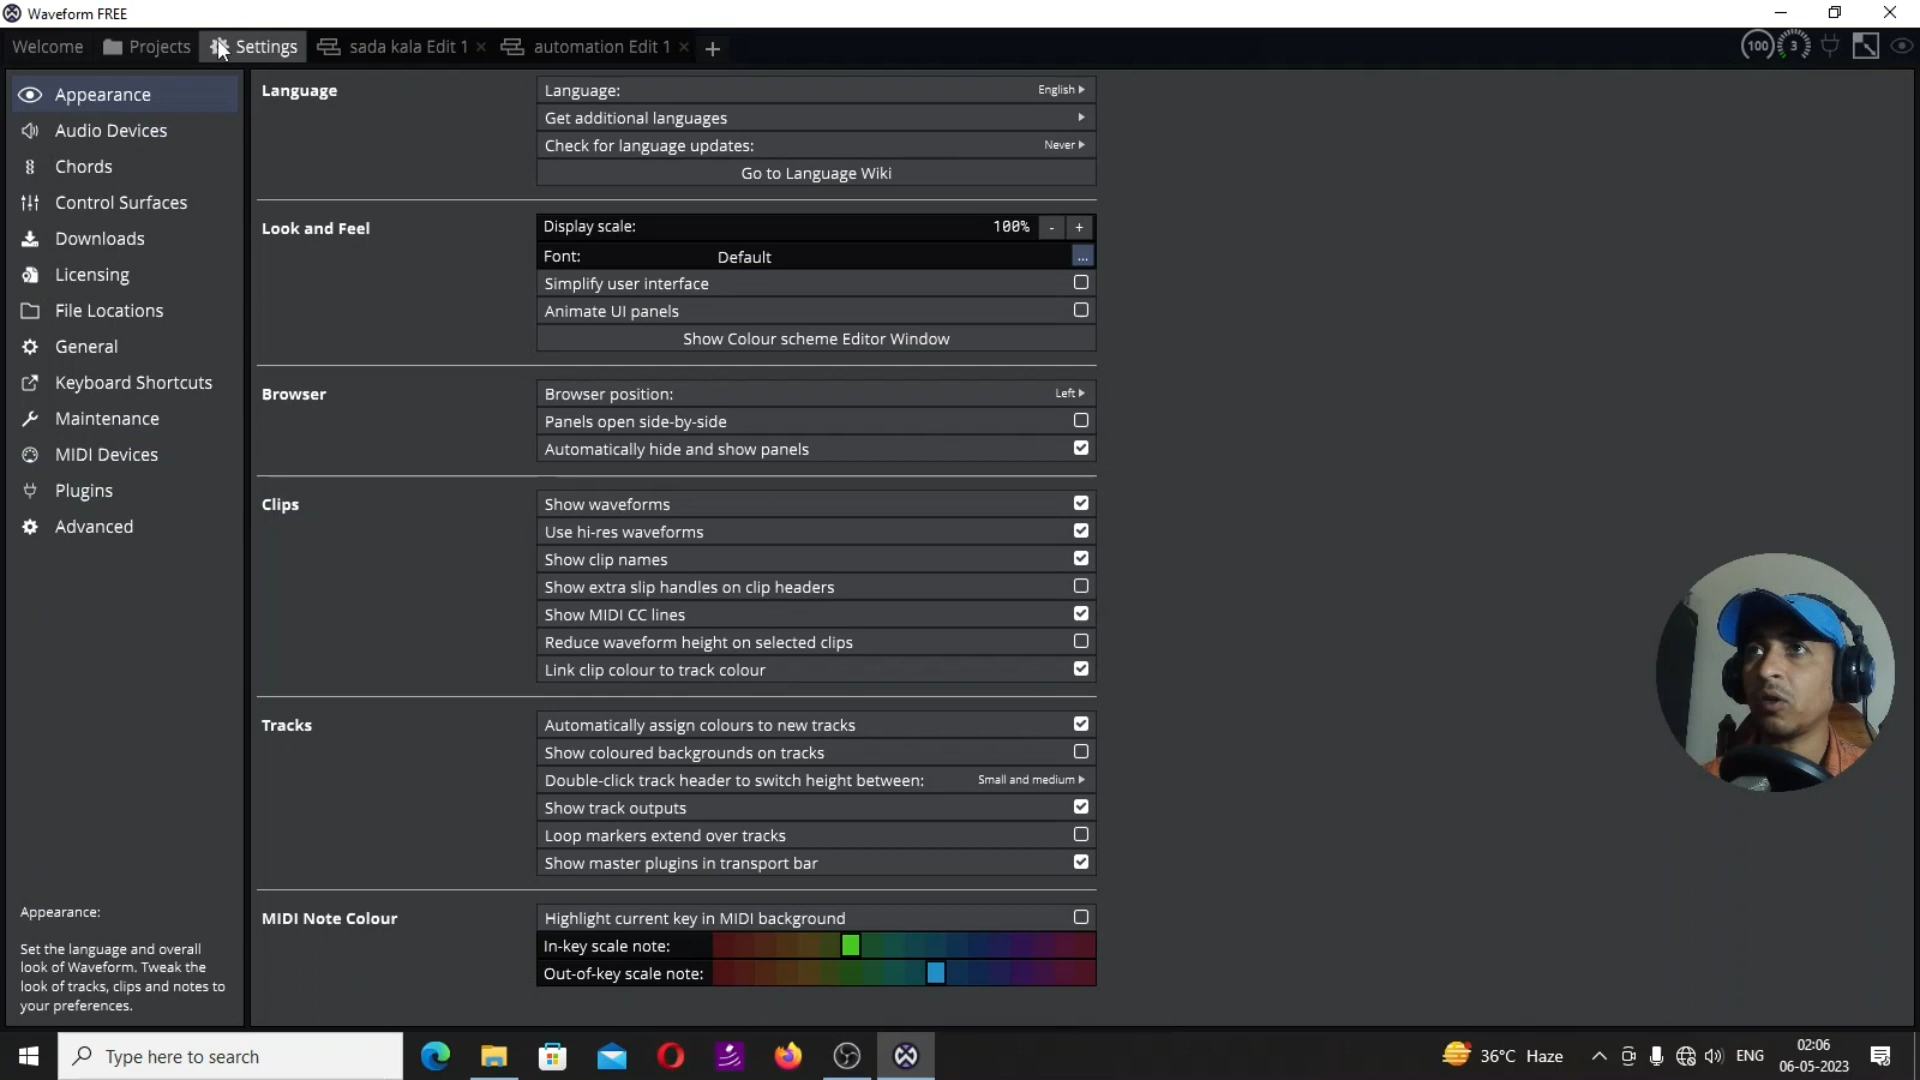 Waveform FREE
Welcome Projects Settings sada kala Edit 1 × automation Edit 1 × +
100 3
Appearance
Audio Devices
Chords
Control Surfaces
Downloads
Licensing
File Locations
General
Keyboard Shortcuts
Maintenance
MIDI Devices
Plugins
Advanced
Language
Language: English
Get additional languages
Check for language updates: Never
Go to Language Wiki
Look and Feel
Display scale: 100% - +
Font: Default ...
Simplify user interface
Animate UI panels
Show Colour scheme Editor Window
Browser
Browser position: Left
Panels open side-by-side
Automatically hide and show panels
Clips
Show waveforms
Use hi-res waveforms
Show clip names
Show extra slip handles on clip headers
Show MIDI CC lines
Reduce waveform height on selected clips
Link clip colour to track colour
Tracks
Automatically assign colours to new tracks
Show coloured backgrounds on tracks
Double-click track header to switch height between: Small and medium
Show track outputs
Loop markers extend over tracks
Show master plugins in transport bar
MIDI Note Colour
Highlight current key in MIDI background
In-key scale note:
Out-of-key scale note:
Appearance:
Set the language and overall
look of Waveform. Tweak the
look of tracks, clips and notes to
your preferences.
Type here to search
36°C Haze
ENG
02:06
06-05-2023